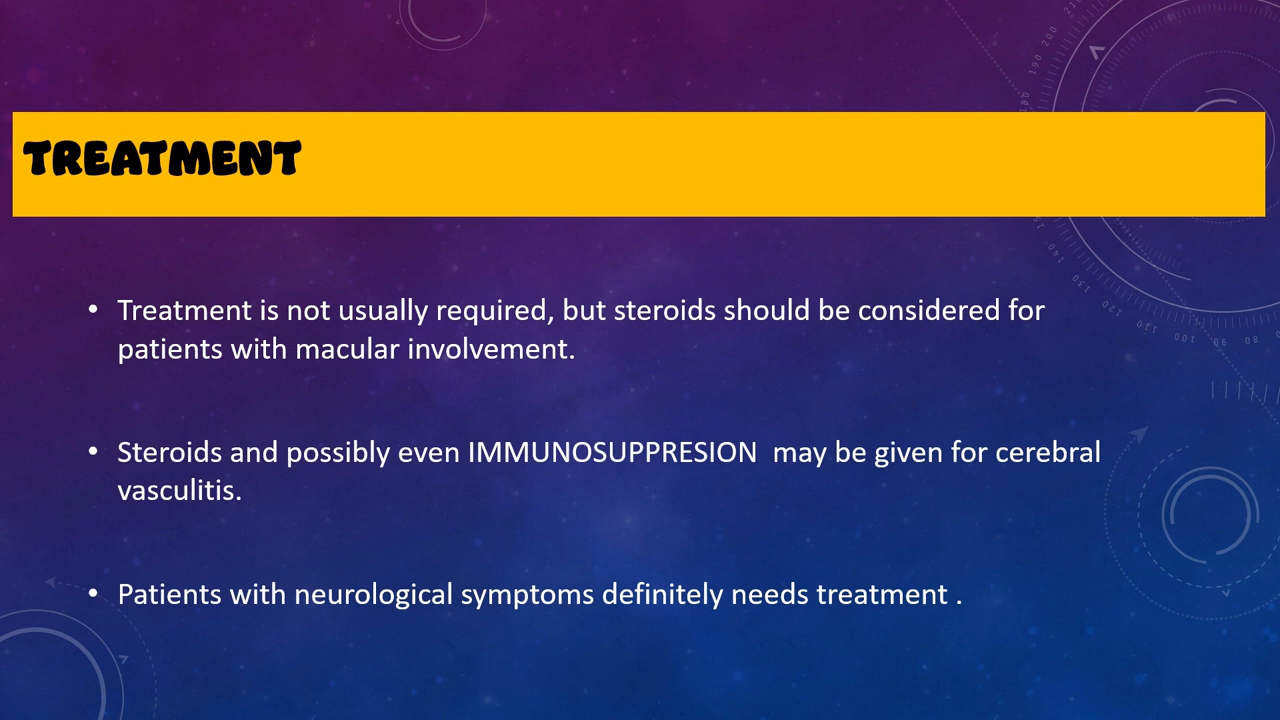 TREATMENT
• Treatment is not usually required, but steroids should be considered for
patients with macular involvement.
• Steroids and possibly even IMMUNOSUPPRESION  may be given for cerebral
vasculitis.
• Patients with neurological symptoms definitely needs treatment .